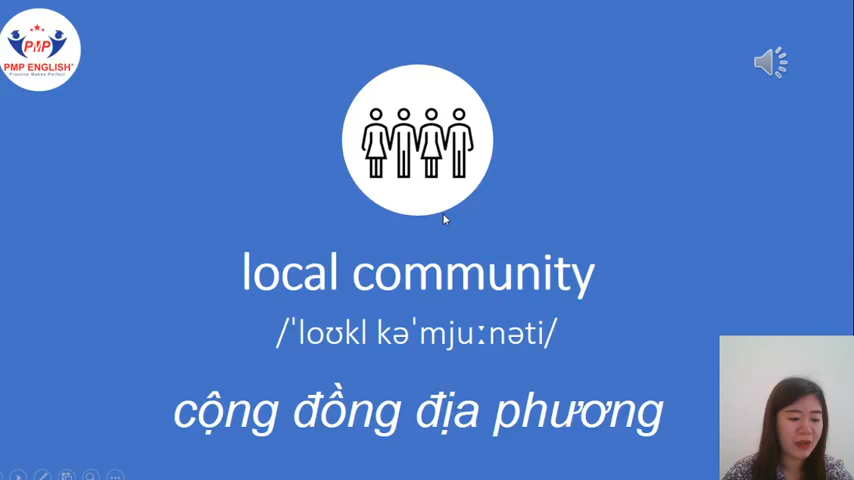 PMP
PMP ENGLISH
Practice Makes Perfect
local community
/ˈloʊkl kəˈmjuːnəti/
cộng đồng địa phương